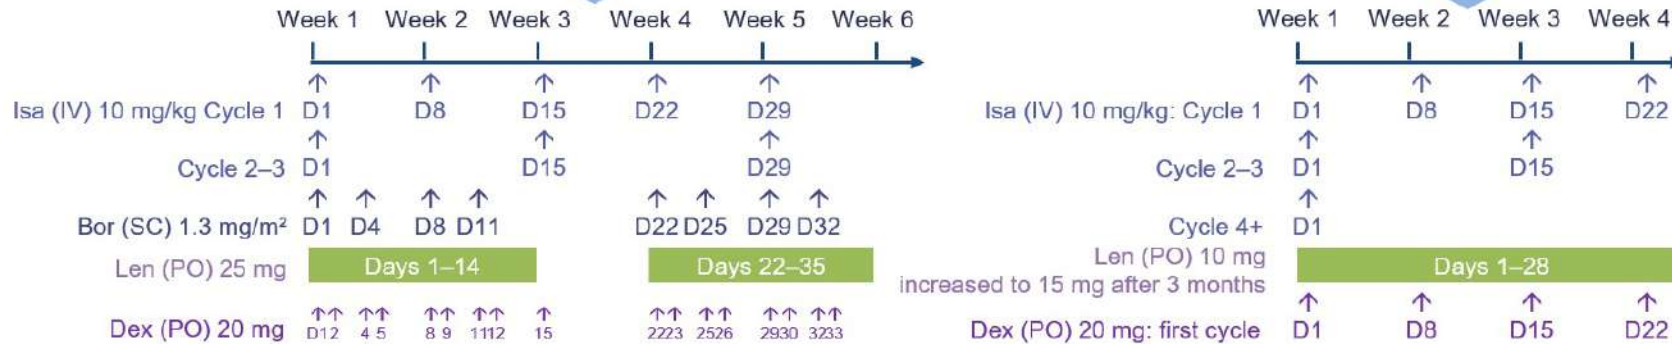 Week 1 Week 2 Week 3 Week 4 Week 5 Week 6
Isa (IV) 10 mg/kg Cycle 1 D1 D8 D15 D22 D29
Cycle 2–3 D1 D15 D29
Bor (SC) 1.3 mg/m² D1 D4 D8 D11 D22 D25 D29 D32
Len (PO) 25 mg Days 1–14 Days 22–35
Dex (PO) 20 mg D12 4 5 8 9 1112 15 2223 2526 2930 3233
Week 1 Week 2 Week 3 Week 4
Isa (IV) 10 mg/kg: Cycle 1 D1 D8 D15 D22
Cycle 2–3 D1 D15
Cycle 4+ D1
Len (PO) 10 mg
increased to 15 mg after 3 months Days 1–28
Dex (PO) 20 mg: first cycle D1 D8 D15 D22